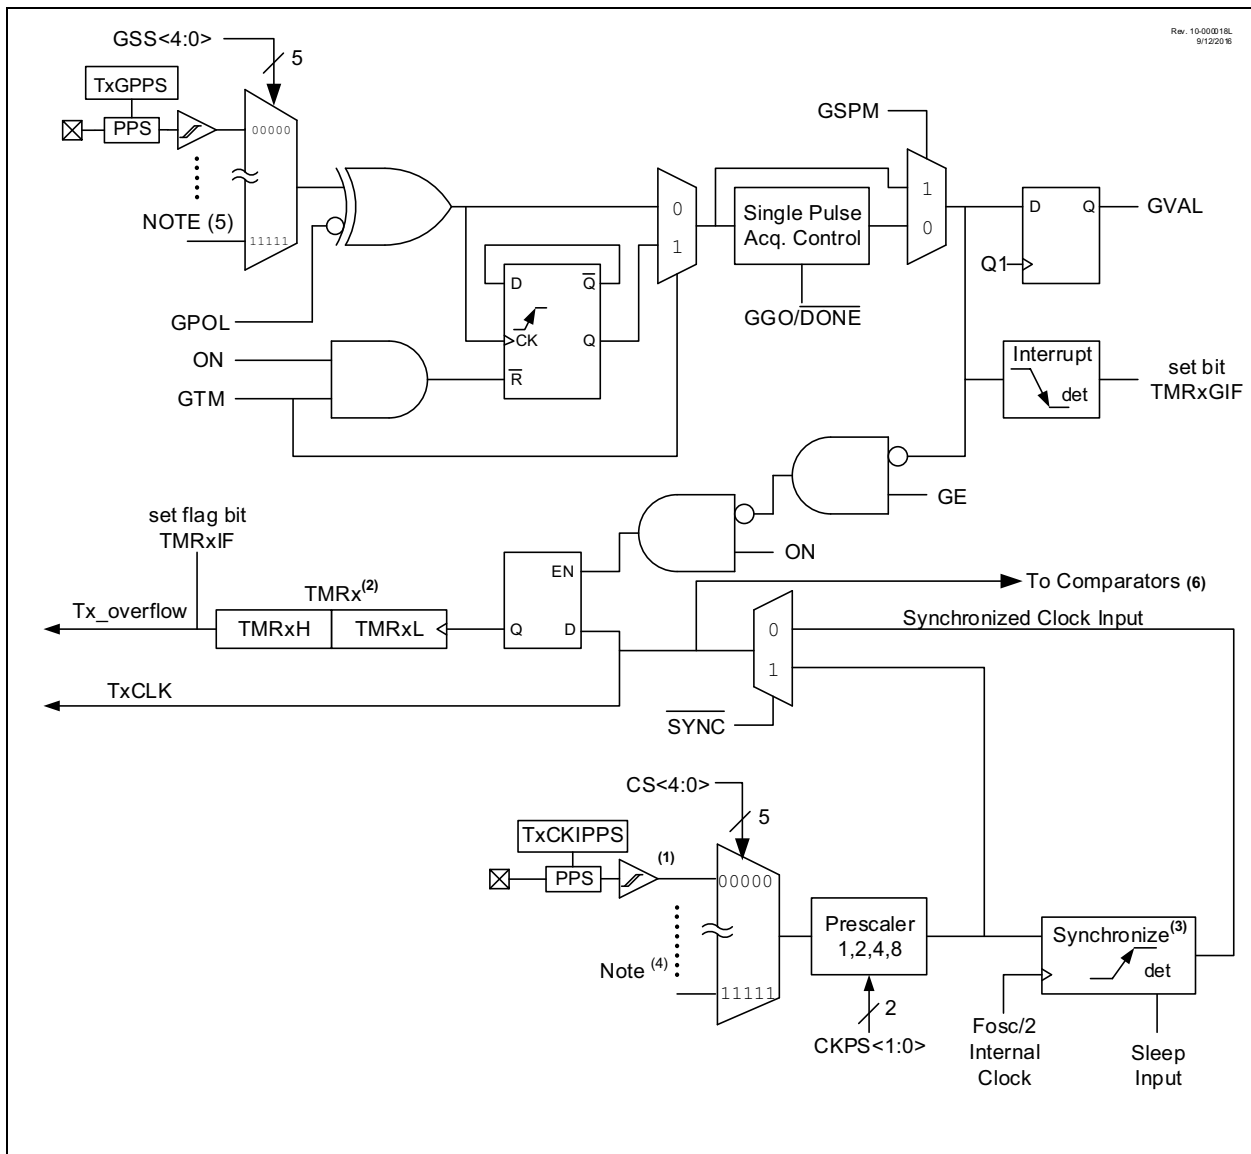 Rev. 10-000018L
9/12/2016
GSS<4:0>
5
TxGPPS
PPS
00000
NOTE (5)
11111
GPOL
ON
GTM
D
Q
CK
Q
R
0
1
Single Pulse
Acq. Control
GGO/DONE
GSPM
1
0
D
Q
Q1
GVAL
Interrupt
det
set bit
TMRxGIF
GE
ON
set flag bit
TMRxIF
Tx_overflow
TMRx(2)
TMRxH
TMRxL
EN
Q
D
To Comparators (6)
0
1
Synchronized Clock Input
TxCLK
SYNC
CS<4:0>
5
TxCKIPPS
PPS
(1)
00000
Note (4)
11111
Prescaler
1,2,4,8
2
CKPS<1:0>
Synchronize(3)
det
Fosc/2
Internal
Clock
Sleep
Input